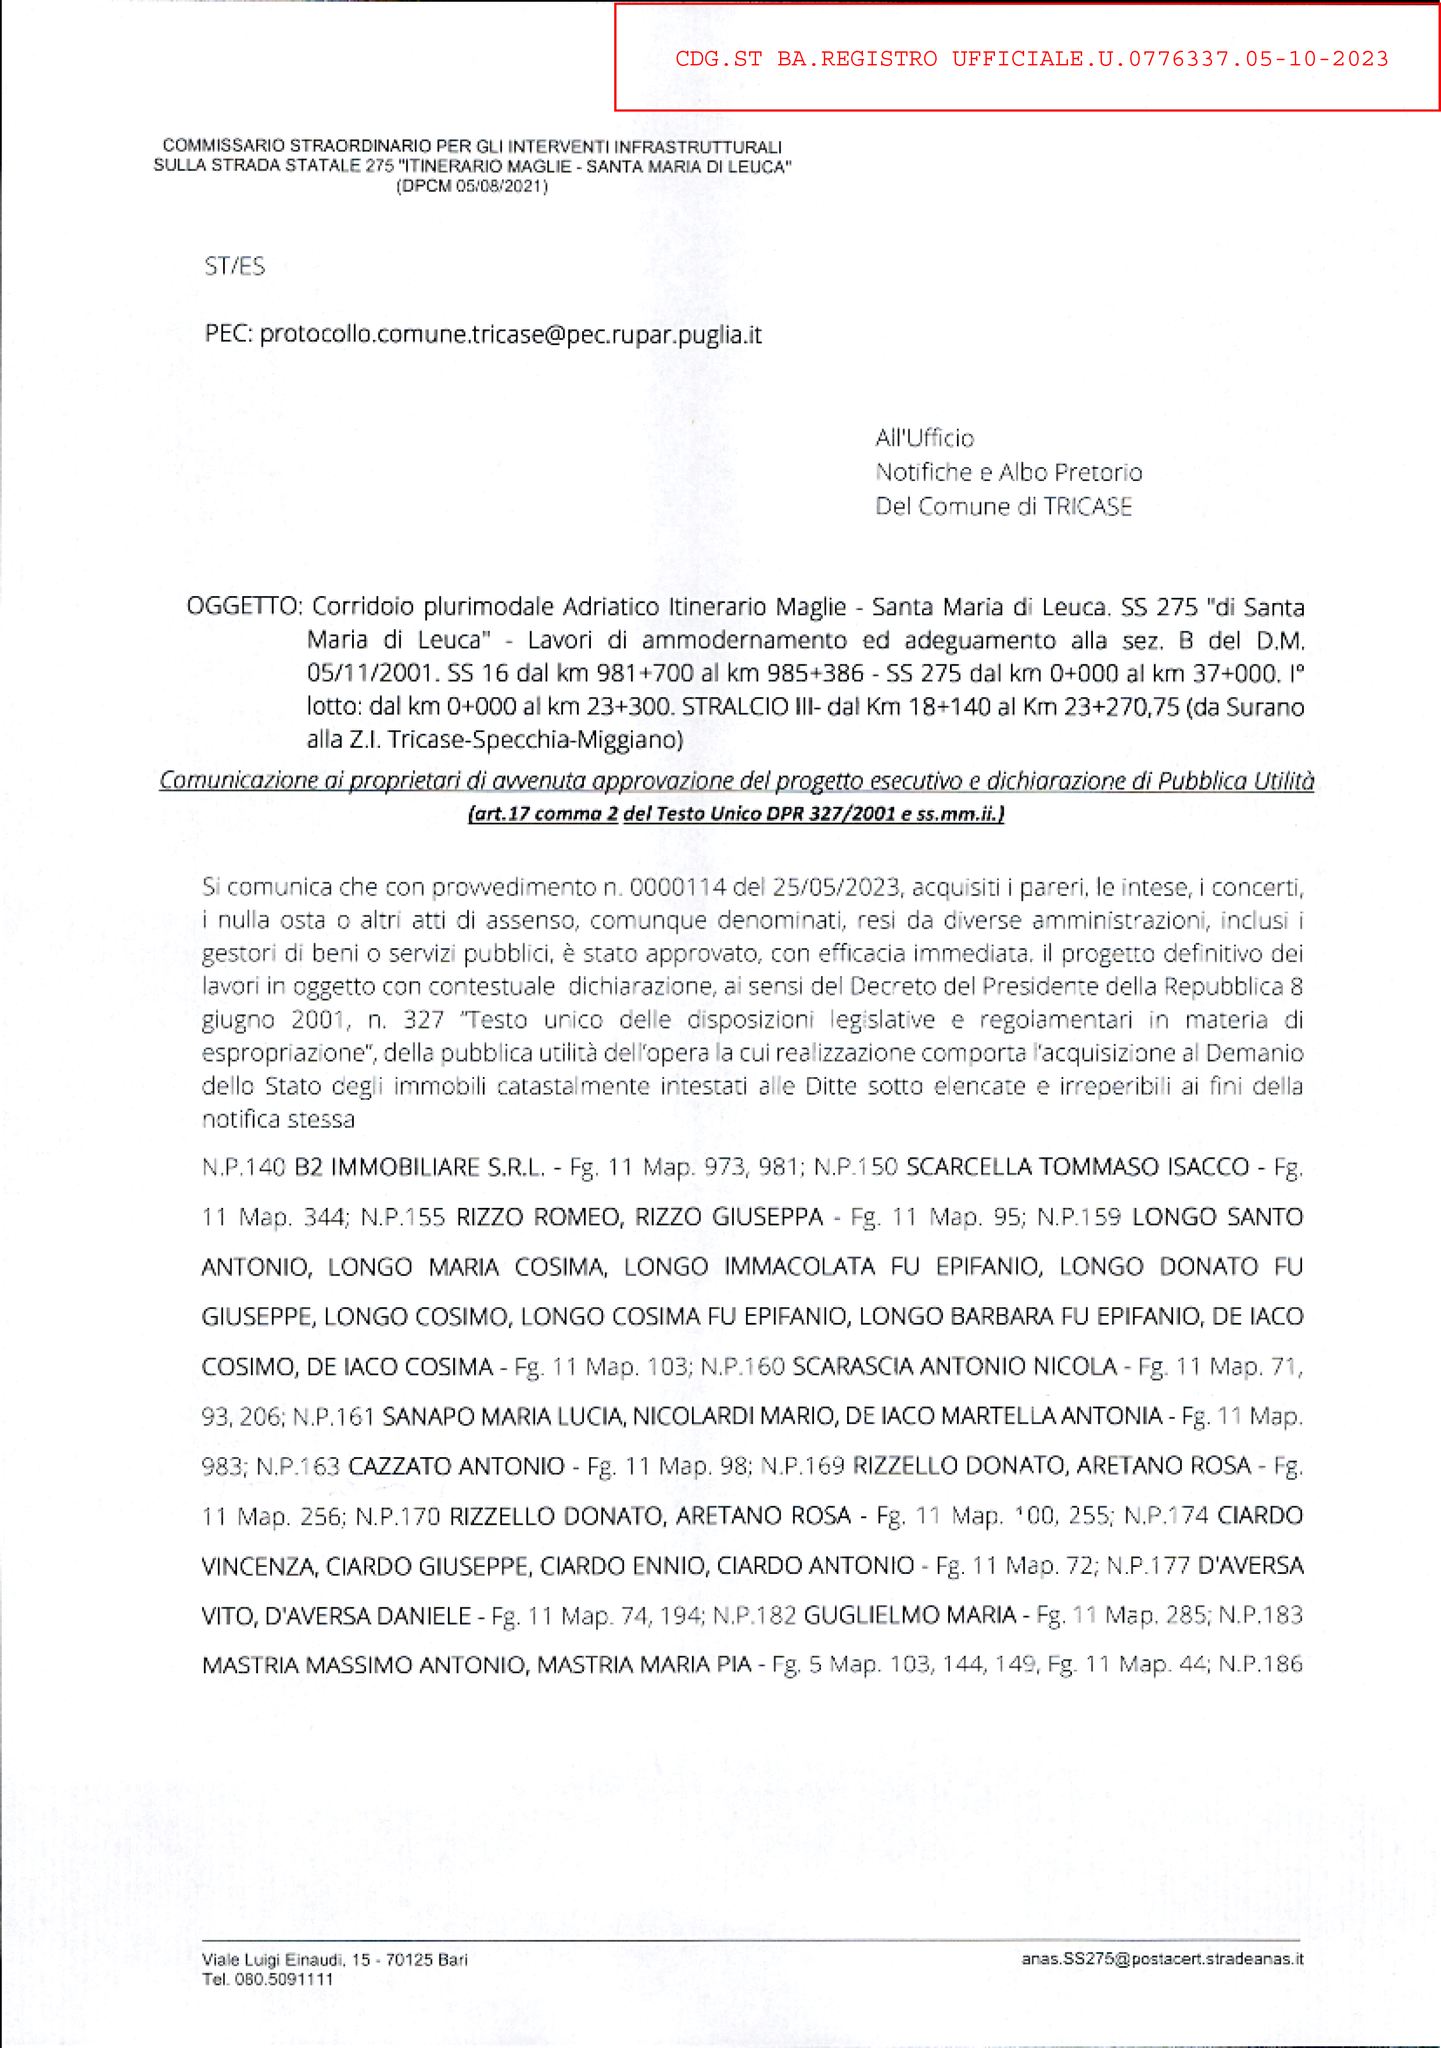 CDG.ST BA.REGISTRO UFFICIALE.U.0776337.05-10-2023
COMMISSARIO STRAORDINARIO PER GLI INTERVENTI INFRASTRUTTURALI
SULLA STRADA STATALE 275 "ITINERARIO MAGLIE - SANTA MARIA DI LEUCA"
(DPCM 05/08/2021)
ST/ES
PEC: protocollo.comune.tricase@pec.rupar.puglia.it
All'Ufficio
Notifiche e Albo Pretorio
Del Comune di TRICASE
OGGETTO: Corridoio plurimodale Adriatico Itinerario Maglie - Santa Maria di Leuca. SS 275 "di Santa
Maria di Leuca" - Lavori di ammodernamento ed adeguamento alla sez. B del D.M.
05/11/2001. SS 16 dal km 981+700 al km 985+386 - SS 275 dal km 0+000 al km 37+000. I°
lotto: dal km 0+000 al km 23+300. STRALCIO III- dal Km 18+140 al Km 23+270,75 (da Surano
alla Z.I. Tricase-Specchia-Miggiano)
Comunicazione ai proprietari di avvenuta approvazione del progetto esecutivo e dichiarazione di Pubblica Utilità
(art.17 comma 2 del Testo Unico DPR 327/2001 e ss.mm.ii.)
Si comunica che con provvedimento n. 0000114 del 25/05/2023, acquisiti i pareri, le intese, i concerti,
i nulla osta o altri atti di assenso, comunque denominati, resi da diverse amministrazioni, inclusi i
gestori di beni o servizi pubblici, è stato approvato, con efficacia immediata, il progetto definitivo dei
lavori in oggetto con contestuale dichiarazione, ai sensi del Decreto del Presidente della Repubblica 8
giugno 2001, n. 327 "Testo unico delle disposizioni legislative e regolamentari in materia di
espropriazione", della pubblica utilità dell'opera la cui realizzazione comporta l'acquisizione al Demanio
dello Stato degli immobili catastalmente intestati alle Ditte sotto elencate e irreperibili ai fini della
notifica stessa
N.P.140 B2 IMMOBILIARE S.R.L. - Fg. 11 Map. 973, 981; N.P.150 SCARCELLA TOMMASO ISACCO - Fg.
11 Map. 344; N.P.155 RIZZO ROMEO, RIZZO GIUSEPPA - Fg. 11 Map. 95; N.P.159 LONGO SANTO
ANTONIO, LONGO MARIA COSIMA, LONGO IMMACOLATA FU EPIFANIO, LONGO DONATO FU
GIUSEPPE, LONGO COSIMO, LONGO COSIMA FU EPIFANIO, LONGO BARBARA FU EPIFANIO, DE IACO
COSIMO, DE IACO COSIMA - Fg. 11 Map. 103; N.P.160 SCARASCIA ANTONIO NICOLA - Fg. 11 Map. 71,
93, 206; N.P.161 SANAPO MARIA LUCIA, NICOLARDI MARIO, DE IACO MARTELLA ANTONIA - Fg. 11 Map.
983; N.P.163 CAZZATO ANTONIO - Fg. 11 Map. 98; N.P.169 RIZZELLO DONATO, ARETANO ROSA - Fg.
11 Map. 256; N.P.170 RIZZELLO DONATO, ARETANO ROSA - Fg. 11 Map. 100, 255; N.P.174 CIARDO
VINCENZA, CIARDO GIUSEPPE, CIARDO ENNIO, CIARDO ANTONIO - Fg. 11 Map. 72; N.P.177 D'AVERSA
VITO, D'AVERSA DANIELE - Fg. 11 Map. 74, 194; N.P.182 GUGLIELMO MARIA - Fg. 11 Map. 285; N.P.183
MASTRIA MASSIMO ANTONIO, MASTRIA MARIA PIA - Fg. 5 Map. 103, 144, 149, Fg. 11 Map. 44; N.P.186
Viale Luigi Einaudi, 15 - 70125 Bari
Tel. 080.5091111
anas.SS275@postacert.stradeanas.it